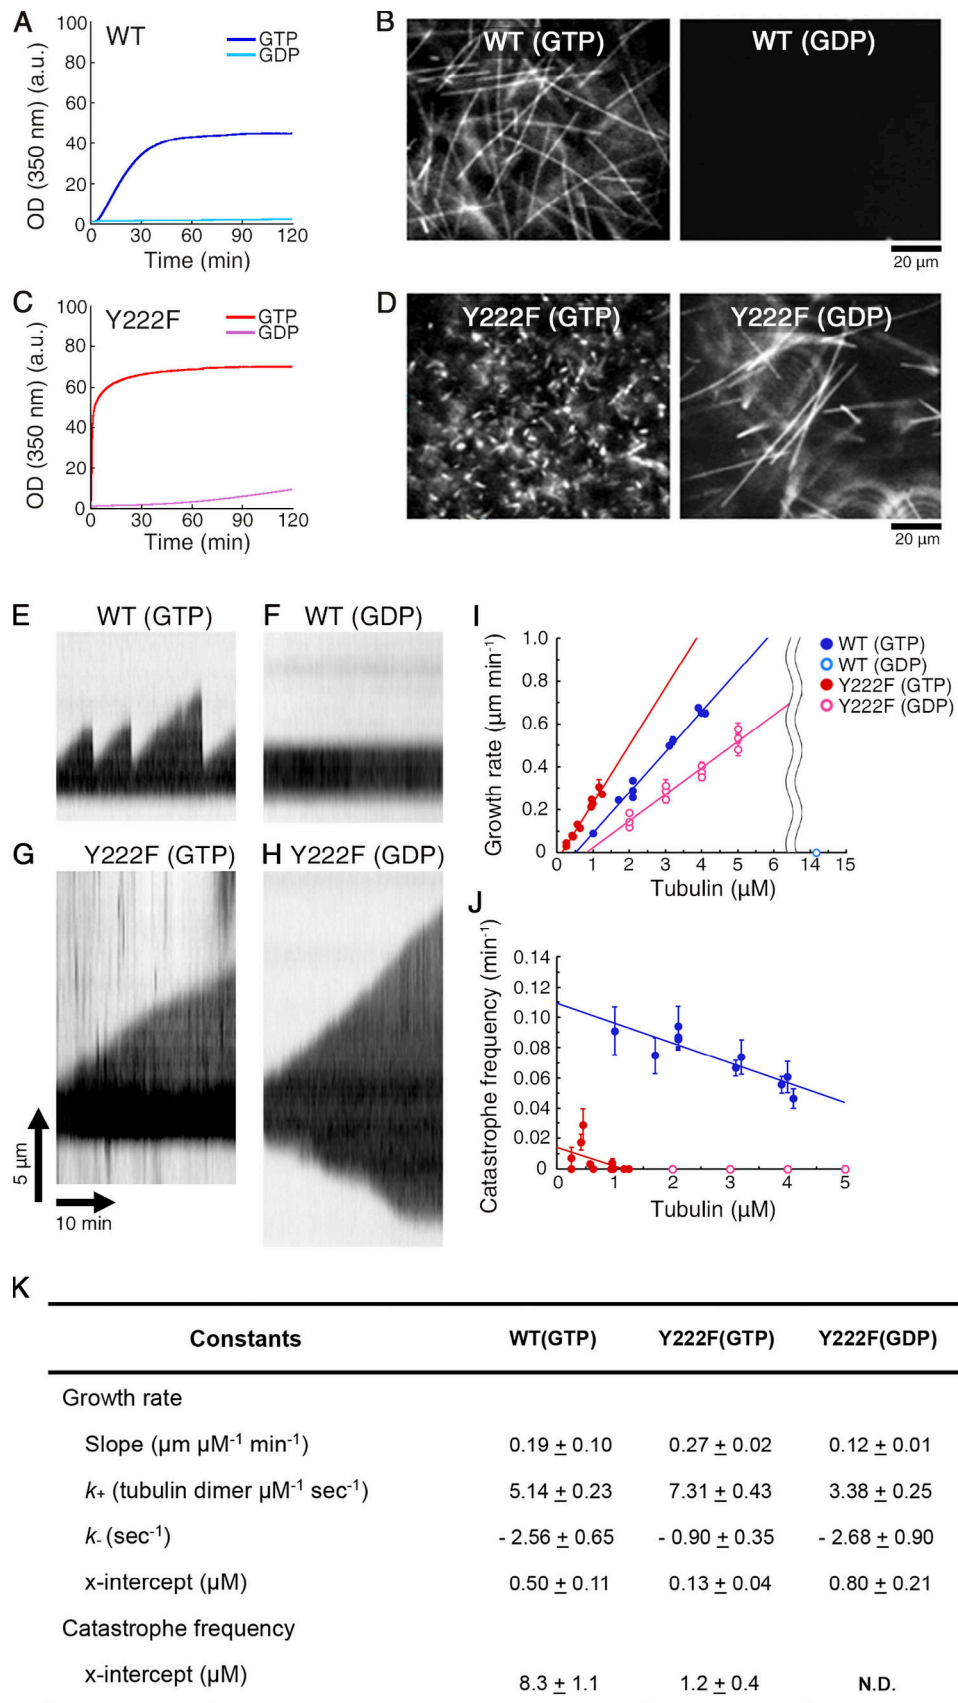 A
WT
GTP
GDP
OD (350 nm) (a.u.)
100
80
60
40
20
0
0 30 60 90 120
Time (min)
B
WT (GTP)
WT (GDP)
20 µm
C
Y222F
GTP
GDP
OD (350 nm) (a.u.)
100
80
60
40
20
0
0 30 60 90 120
Time (min)
D
Y222F (GTP)
Y222F (GDP)
20 µm
E WT (GTP)
F WT (GDP)
G Y222F (GTP)
H Y222F (GDP)
5 µm
10 min
I
Growth rate (µm min-1)
1.0
0.8
0.6
0.4
0.2
0
0 1 2 3 4 5 6 14 15
Tubulin (µM)
WT (GTP)
WT (GDP)
Y222F (GTP)
Y222F (GDP)
J
Catastrophe frequency (min-1)
0.14
0.12
0.10
0.08
0.06
0.04
0.02
0
0 1 2 3 4 5
Tubulin (µM)
K
Constants WT(GTP) Y222F(GTP) Y222F(GDP)
Growth rate
Slope (µm µM-1 min-1) 0.19 ± 0.10 0.27 ± 0.02 0.12 ± 0.01
k+ (tubulin dimer µM-1 sec-1) 5.14 ± 0.23 7.31 ± 0.43 3.38 ± 0.25
k- (sec-1) - 2.56 ± 0.65 - 0.90 ± 0.35 - 2.68 ± 0.90
x-intercept (µM) 0.50 ± 0.11 0.13 ± 0.04 0.80 ± 0.21
Catastrophe frequency
x-intercept (µM) 8.3 ± 1.1 1.2 ± 0.4 N.D.